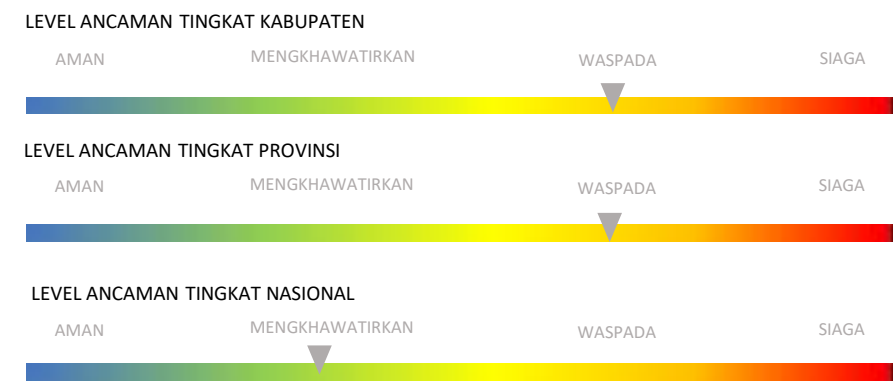 LEVEL ANCAMAN TINGKAT KABUPATEN
AMAN MENGKHAWATIRKAN WASPADA SIAGA
LEVEL ANCAMAN TINGKAT PROVINSI
AMAN MENGKHAWATIRKAN WASPADA SIAGA
LEVEL ANCAMAN TINGKAT NASIONAL
AMAN MENGKHAWATIRKAN WASPADA SIAGA